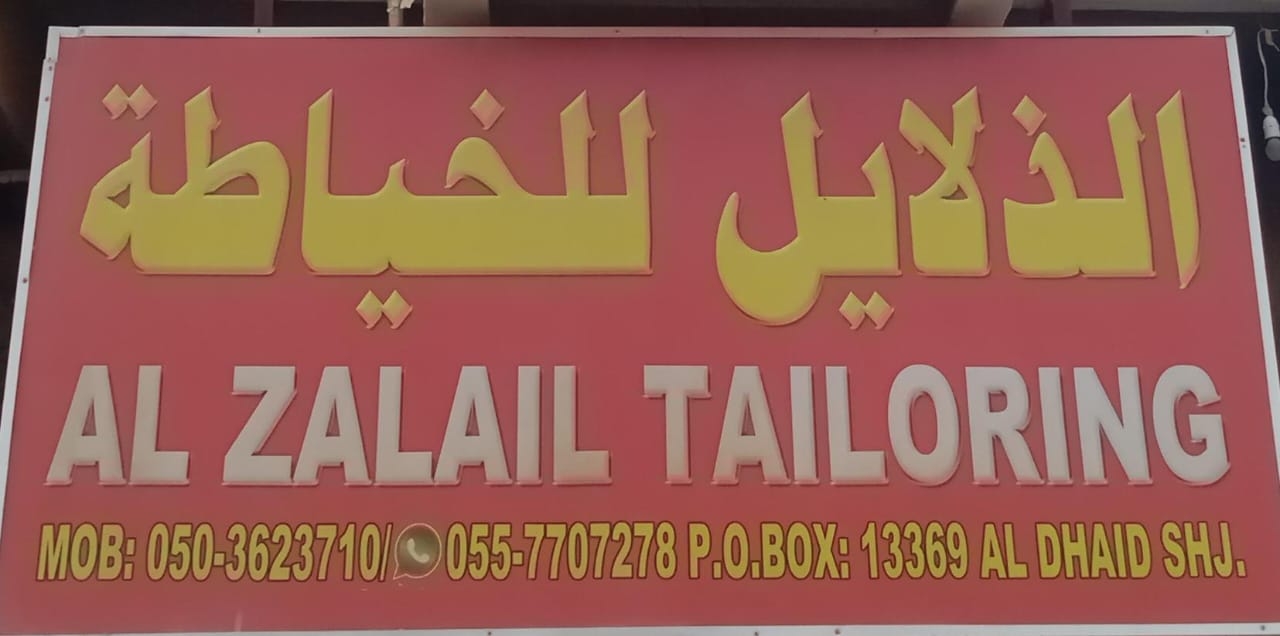 الذلايل للخياطة
AL ZALAIL TAILORING
MOB: 050-3623710/ 055-7707278 P.O.BOX: 13369 AL DHAID SHJ.